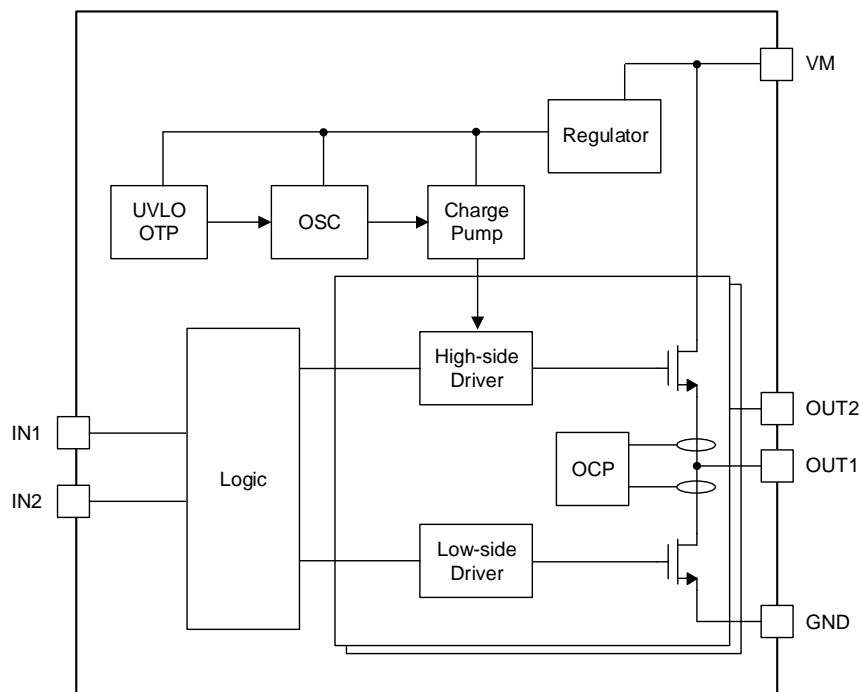 VM
Regulator
UVLO
OTP
OSC
Charge
Pump
High-side
Driver
OUT2
IN1
OCP
OUT1
Logic
IN2
Low-side
Driver
GND